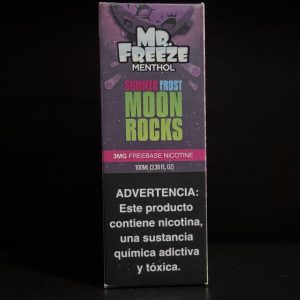 MR.
FREEZE
MENTHOL
SUMMER FROST
MOON
ROCKS
3MG FREEBASE NICOTINE
100ML (3.38 FL OZ)
ADVERTENCIA:
Este producto
contiene nicotina,
una sustancia
química adictiva
y tóxica.